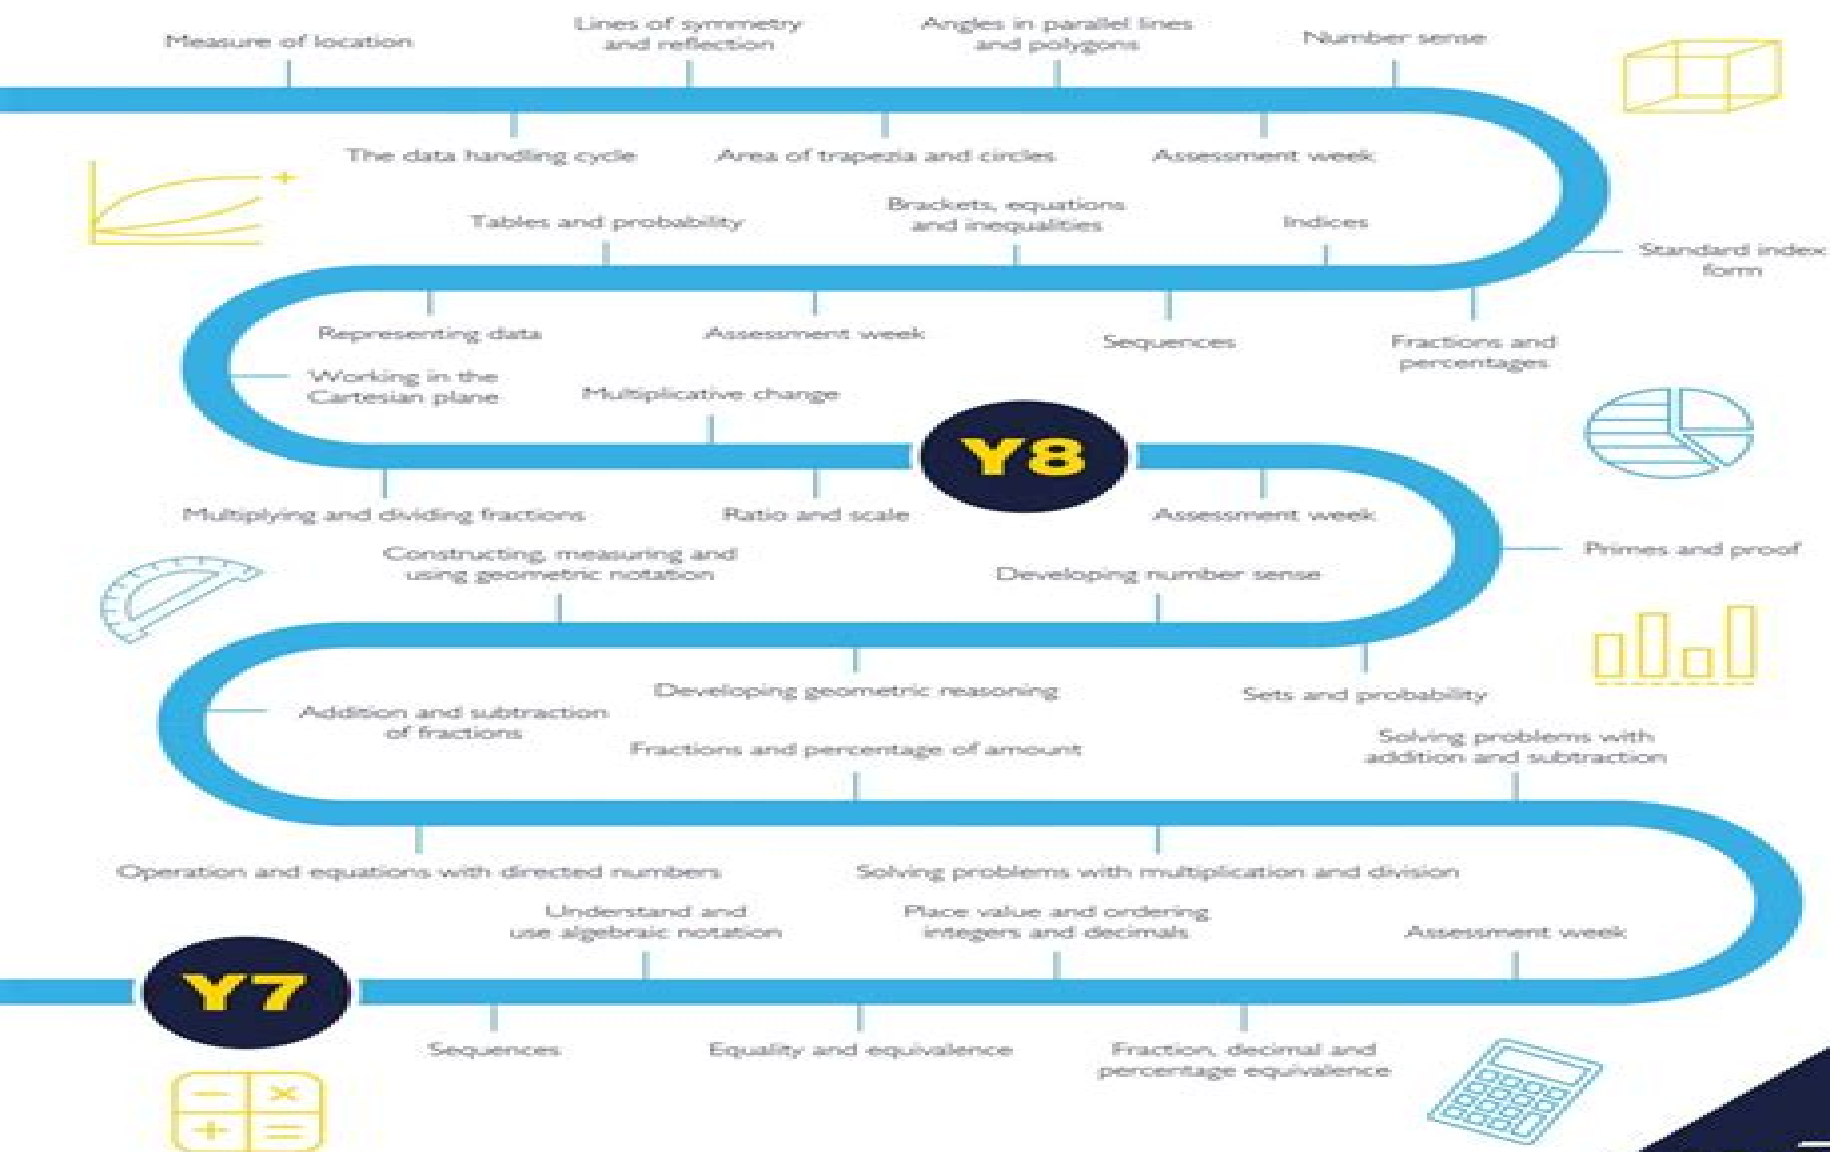 Measure of location
Lines of symmetry
and reflection
Angles in parallel lines
and polygons
Number sense
The data handling cycle
Area of trapezia and circles
Assessment week
Tables and probability
Brackets, equations
and inequalities
Indices
Standard index
form
Representing data
Assessment week
Sequences
Fractions and
percentages
Working in the
Cartesian plane
Multiplicative change
Y8
Multiplying and dividing fractions
Ratio and scale
Assessment week
Primes and proof
Constructing, measuring and
using geometric notation
Developing number sense
Developing geometric reasoning
Sets and probability
Addition and subtraction
of fractions
Fractions and percentage of amount
Solving problems with
addition and subtraction
Operation and equations with directed numbers
Solving problems with multiplication and division
Understand and
use algebraic notation
Place value and ordering
integers and decimals
Assessment week
Y7
Sequences
Equality and equivalence
Fraction, decimal and
percentage equivalence